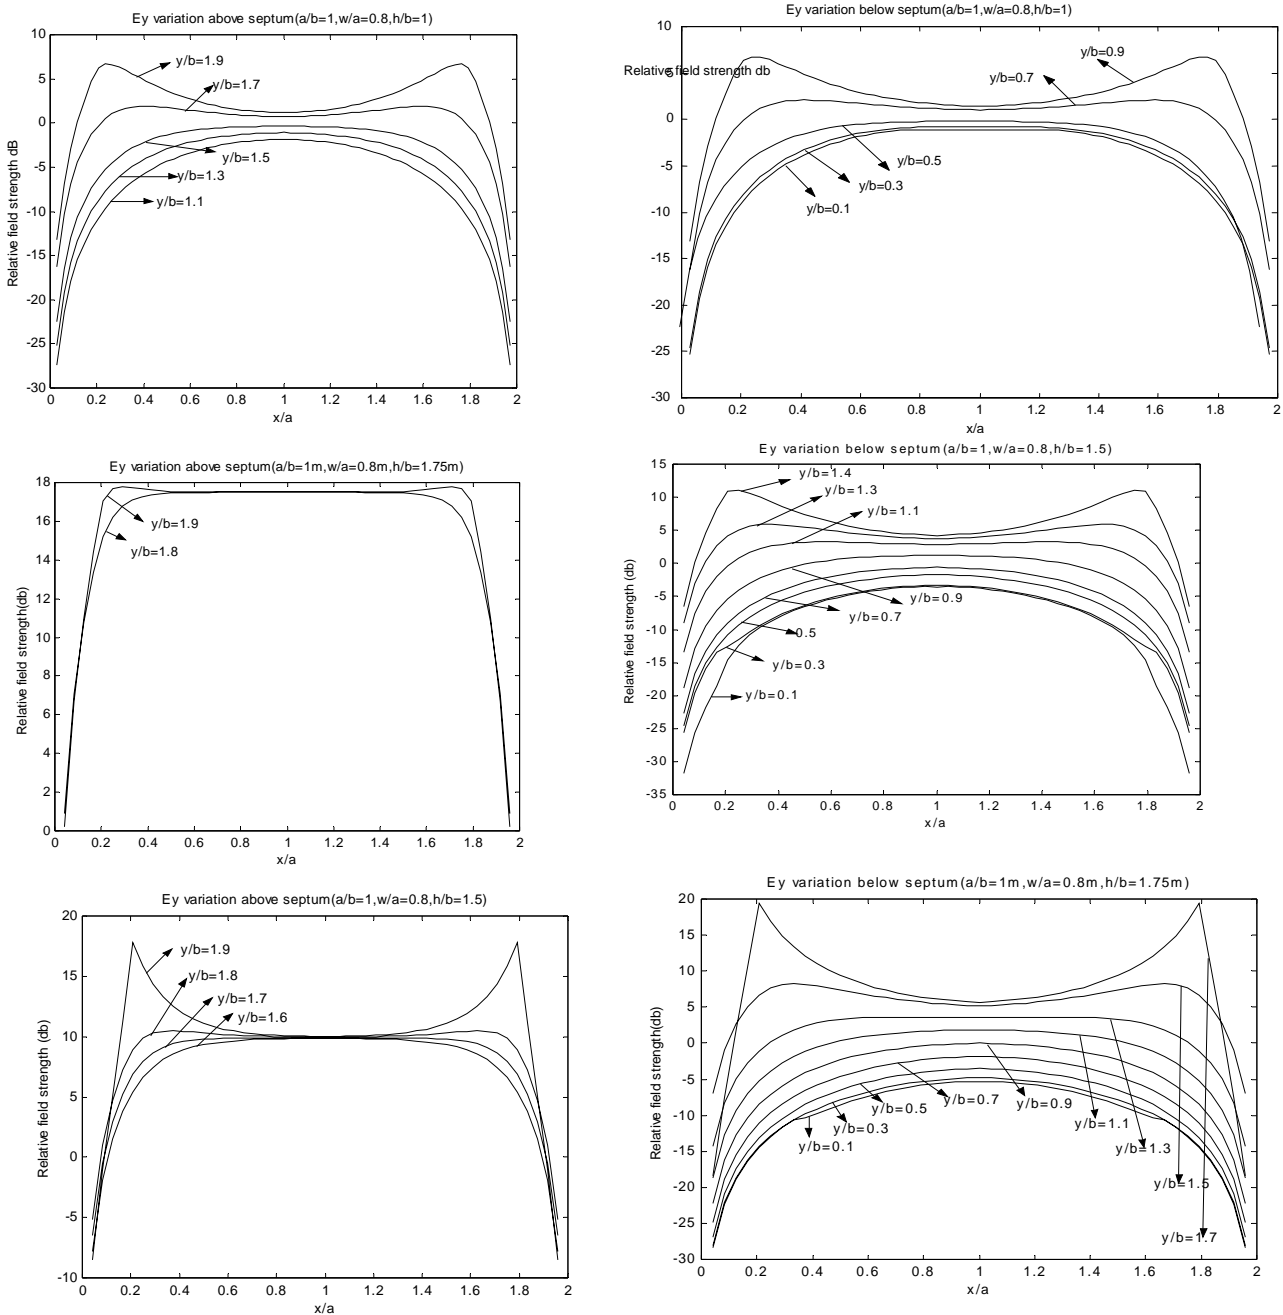 Ey variation above septum(a/b=1,w/a=0.8,h/b=1)
10
5
0
-5
-10
-15
-20
-25
-30
Relative field strength dB
y/b=1.9
y/b=1.7
y/b=1.5
y/b=1.3
y/b=1.1
0 0.2 0.4 0.6 0.8 1 1.2 1.4 1.6 1.8 2
x/a
Ey variation below septum(a/b=1,w/a=0.8,h/b=1)
10
5
0
-5
-10
-15
-20
-25
-30
Relative field strength db
y/b=0.9
y/b=0.7
y/b=0.5
y/b=0.3
y/b=0.1
0 0.2 0.4 0.6 0.8 1 1.2 1.4 1.6 1.8 2
x/a
Ey variation above septum(a/b=1m,w/a=0.8m,h/b=1.75m)
18
16
14
12
10
8
6
4
2
0
Relative field strength(db)
y/b=1.9
y/b=1.8
0 0.2 0.4 0.6 0.8 1 1.2 1.4 1.6 1.8 2
x/a
Ey variation below septum(a/b=1,w/a=0.8,h/b=1.5)
15
10
5
0
-5
-10
-15
-20
-25
-30
-35
Relative field strength (db)
y/b=1.4
y/b=1.3
y/b=1.1
y/b=0.9
y/b=0.7
0.5
y/b=0.3
y/b=0.1
0 0.2 0.4 0.6 0.8 1 1.2 1.4 1.6 1.8 2
x/a
Ey variation above septum(a/b=1,w/a=0.8,h/b=1.5)
20
15
10
5
0
-5
-10
Relative field strength (db)
y/b=1.9
y/b=1.8
y/b=1.7
y/b=1.6
0 0.2 0.4 0.6 0.8 1 1.2 1.4 1.6 1.8 2
x/a
Ey variation below septum(a/b=1m,w/a=0.8m,h/b=1.75m)
20
15
10
5
0
-5
-10
-15
-20
-25
-30
Relative field strength(db)
y/b=0.9
y/b=0.7
y/b=0.5
y/b=0.3
y/b=0.1
y/b=1.1
y/b=1.3
y/b=1.5
y/b=1.7
0 0.2 0.4 0.6 0.8 1 1.2 1.4 1.6 1.8 2
x/a